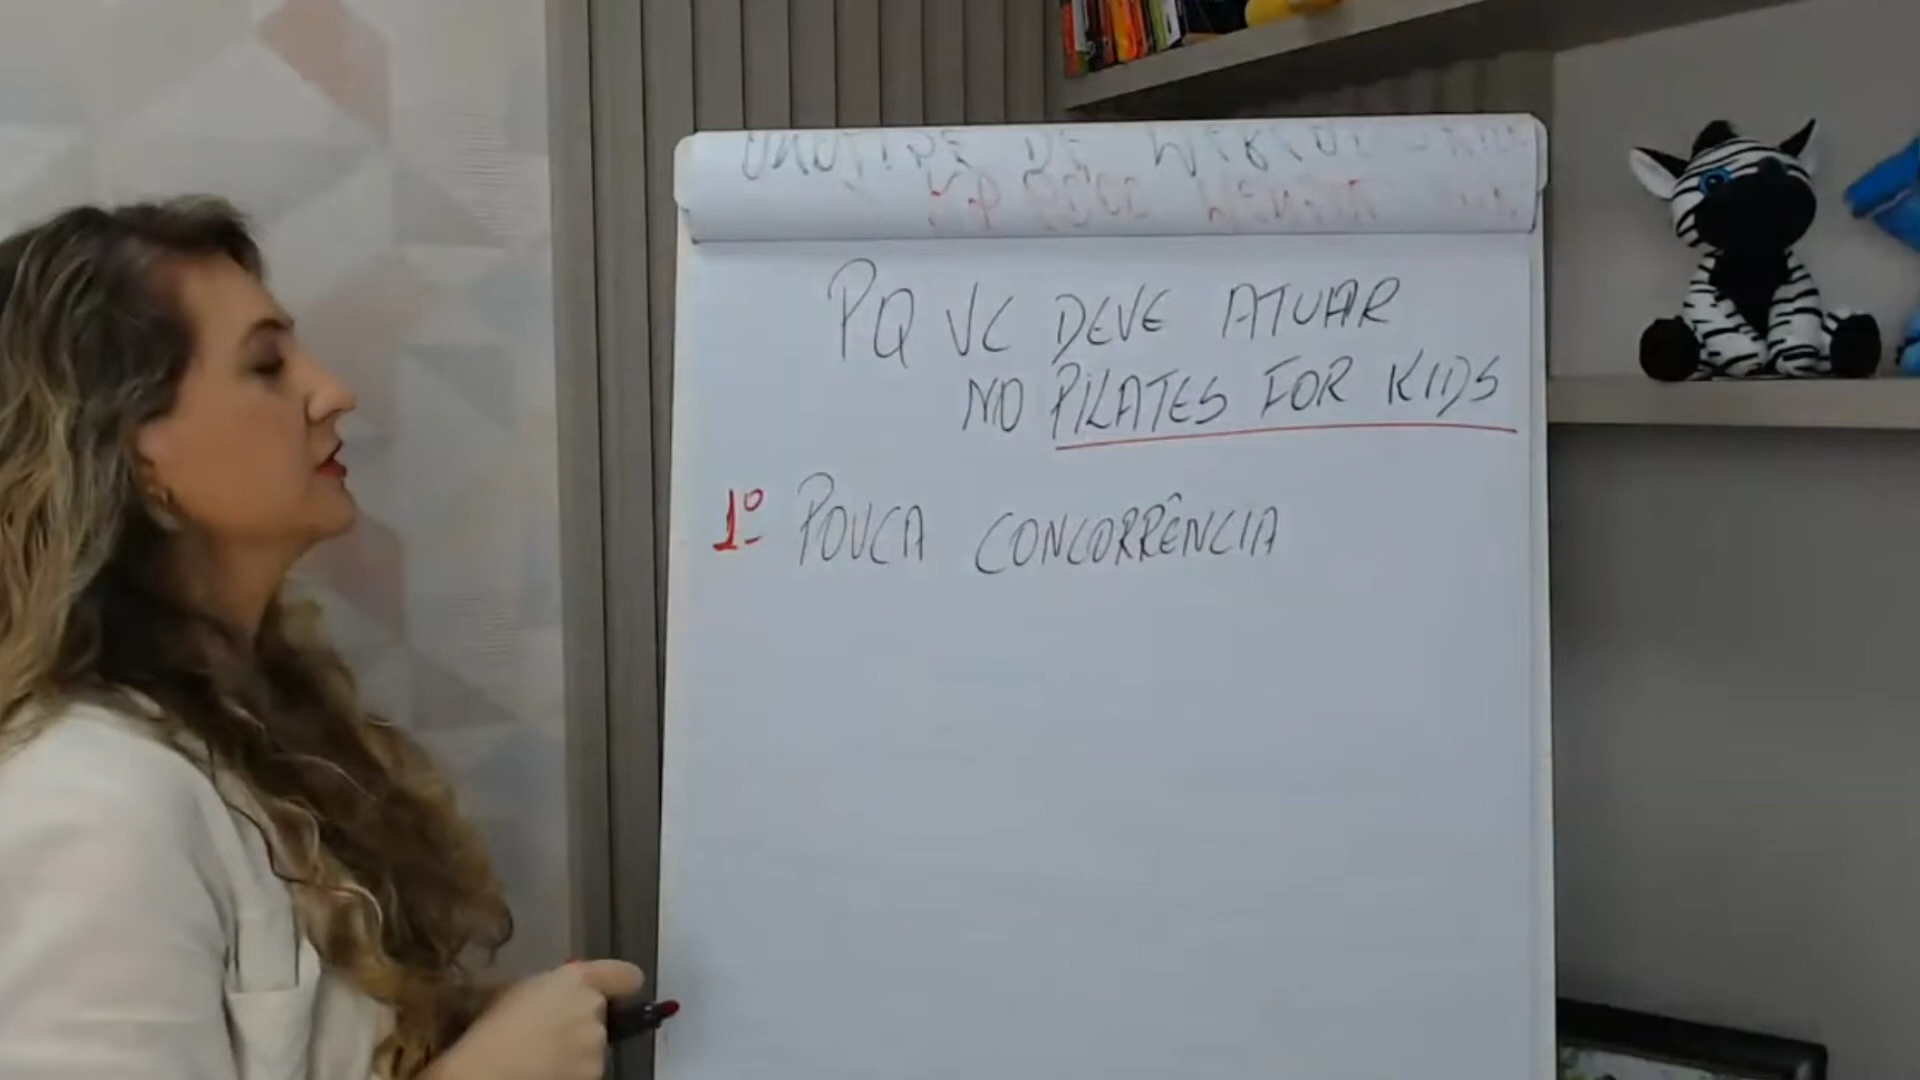 PQ VC DEVE ATUAR
NO PILATES FOR KIDS
1º POUCA CONCORRÊNCIA